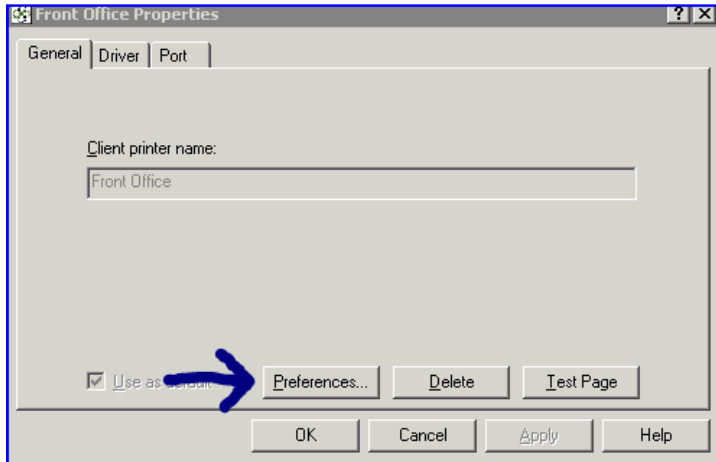 Front Office Properties
General Driver Port
Client printer name:
Front Office
Use as default Preferences... Delete Test Page
OK Cancel Apply Help